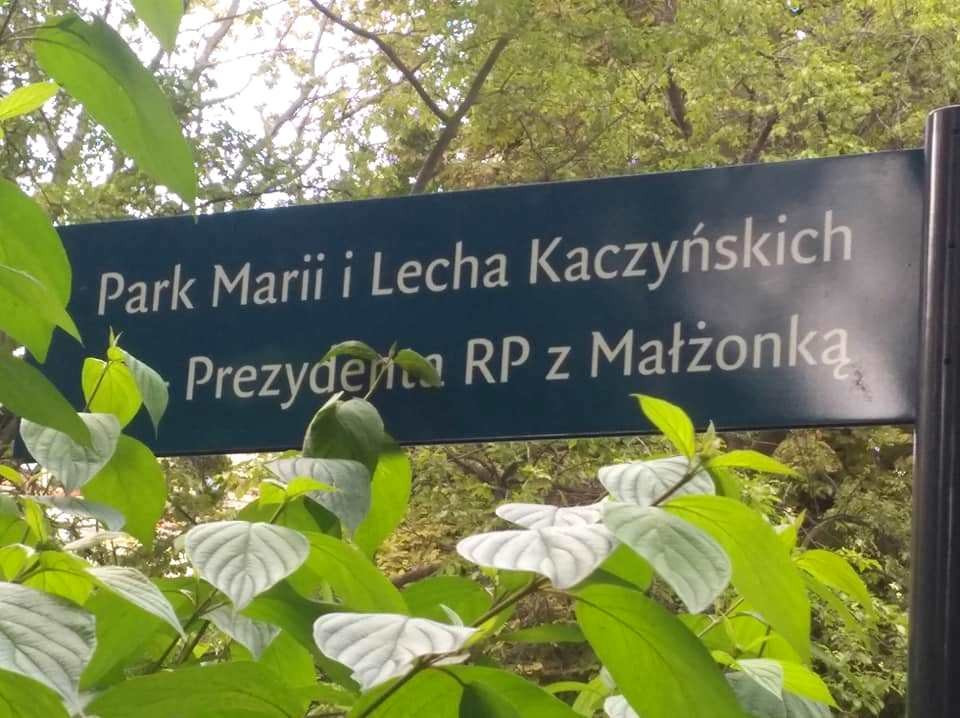 Park Marii i Lecha Kaczyńskich
- Prezydenta RP z Małżonką